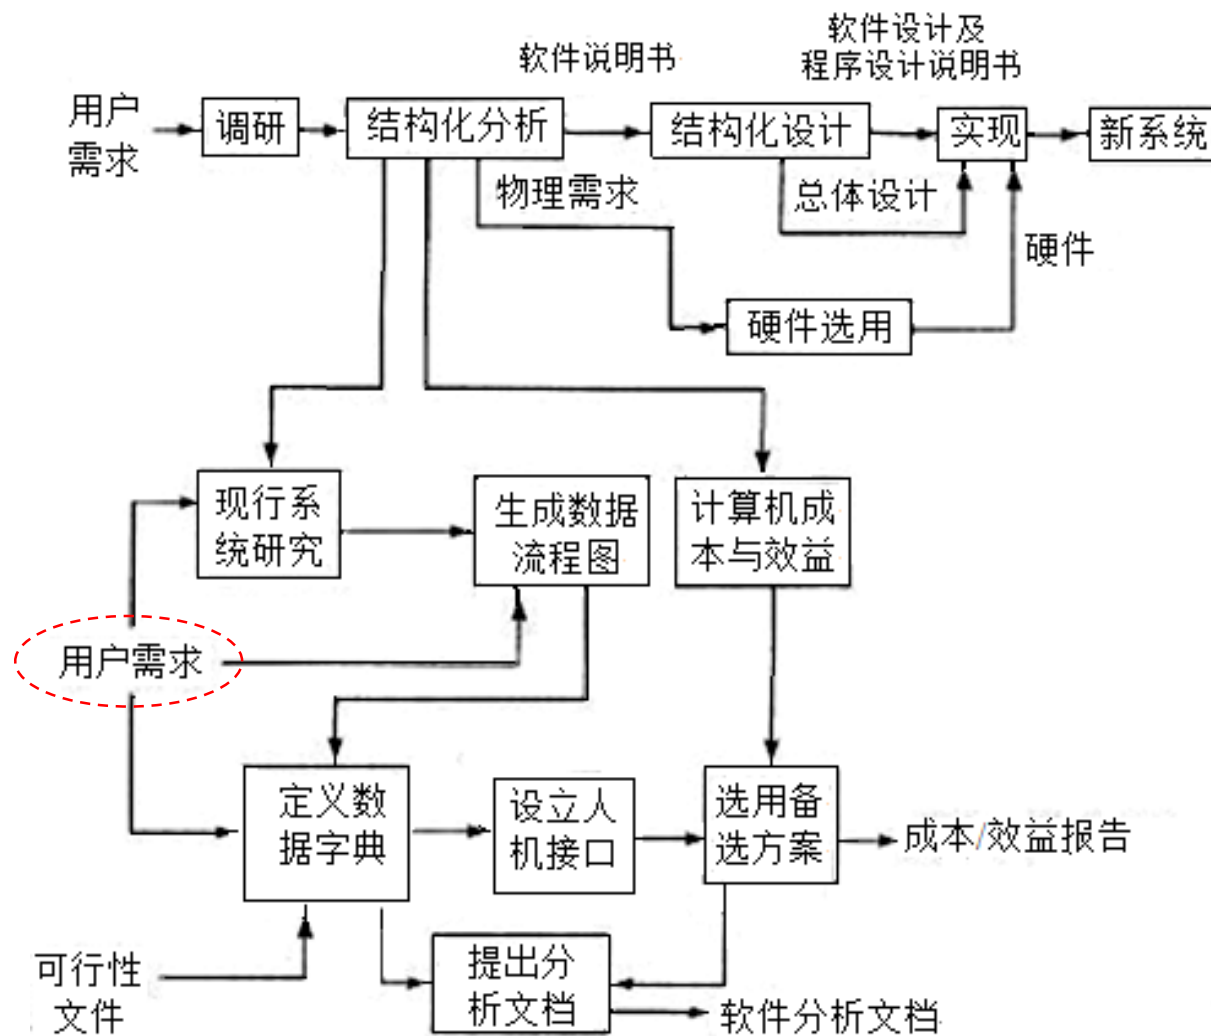 软件说明书
软件设计及
程序设计说明书
用户
需求
调研
结构化分析
结构化设计
实现
新系统
物理需求
总体设计
硬件
硬件选用
现行系
统研究
生成数据
流程图
计算机成
本与效益
用户需求
定义数
据字典
设立人
机接口
选用备
选方案
成本/效益报告
可行性
文件
提出分
析文档
软件分析文档